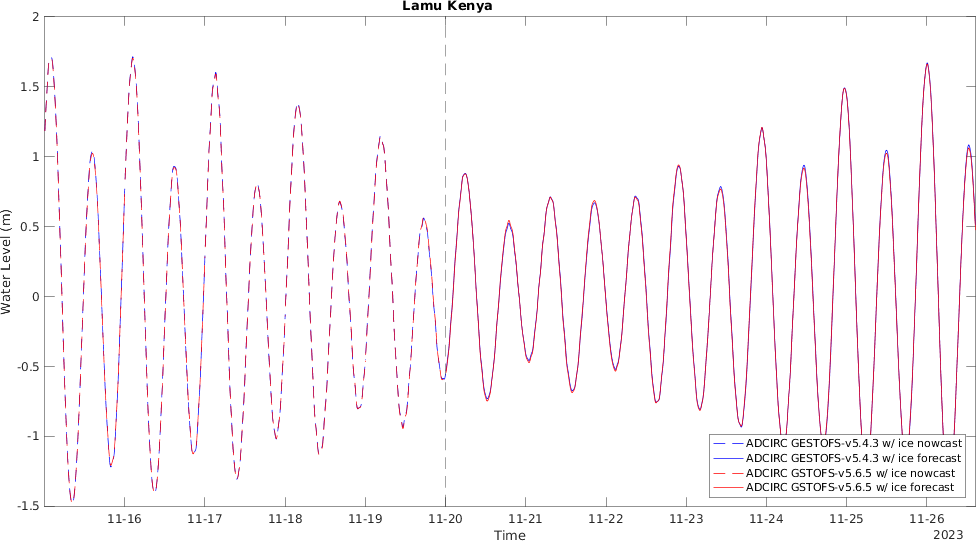 Lamu Kenya
2
1.5
1
0.5
0
-0.5
-1
-1.5
Water Level (m)
ADCIRC GESTOFS-v5.4.3 w/ ice nowcast
ADCIRC GESTOFS-v5.4.3 w/ ice forecast
ADCIRC GSTOFS-v5.6.5 w/ ice nowcast
ADCIRC GSTOFS-v5.6.5 w/ ice forecast
11-16 11-17 11-18 11-19 11-20 11-21 11-22 11-23 11-24 11-25 11-26
Time
2023